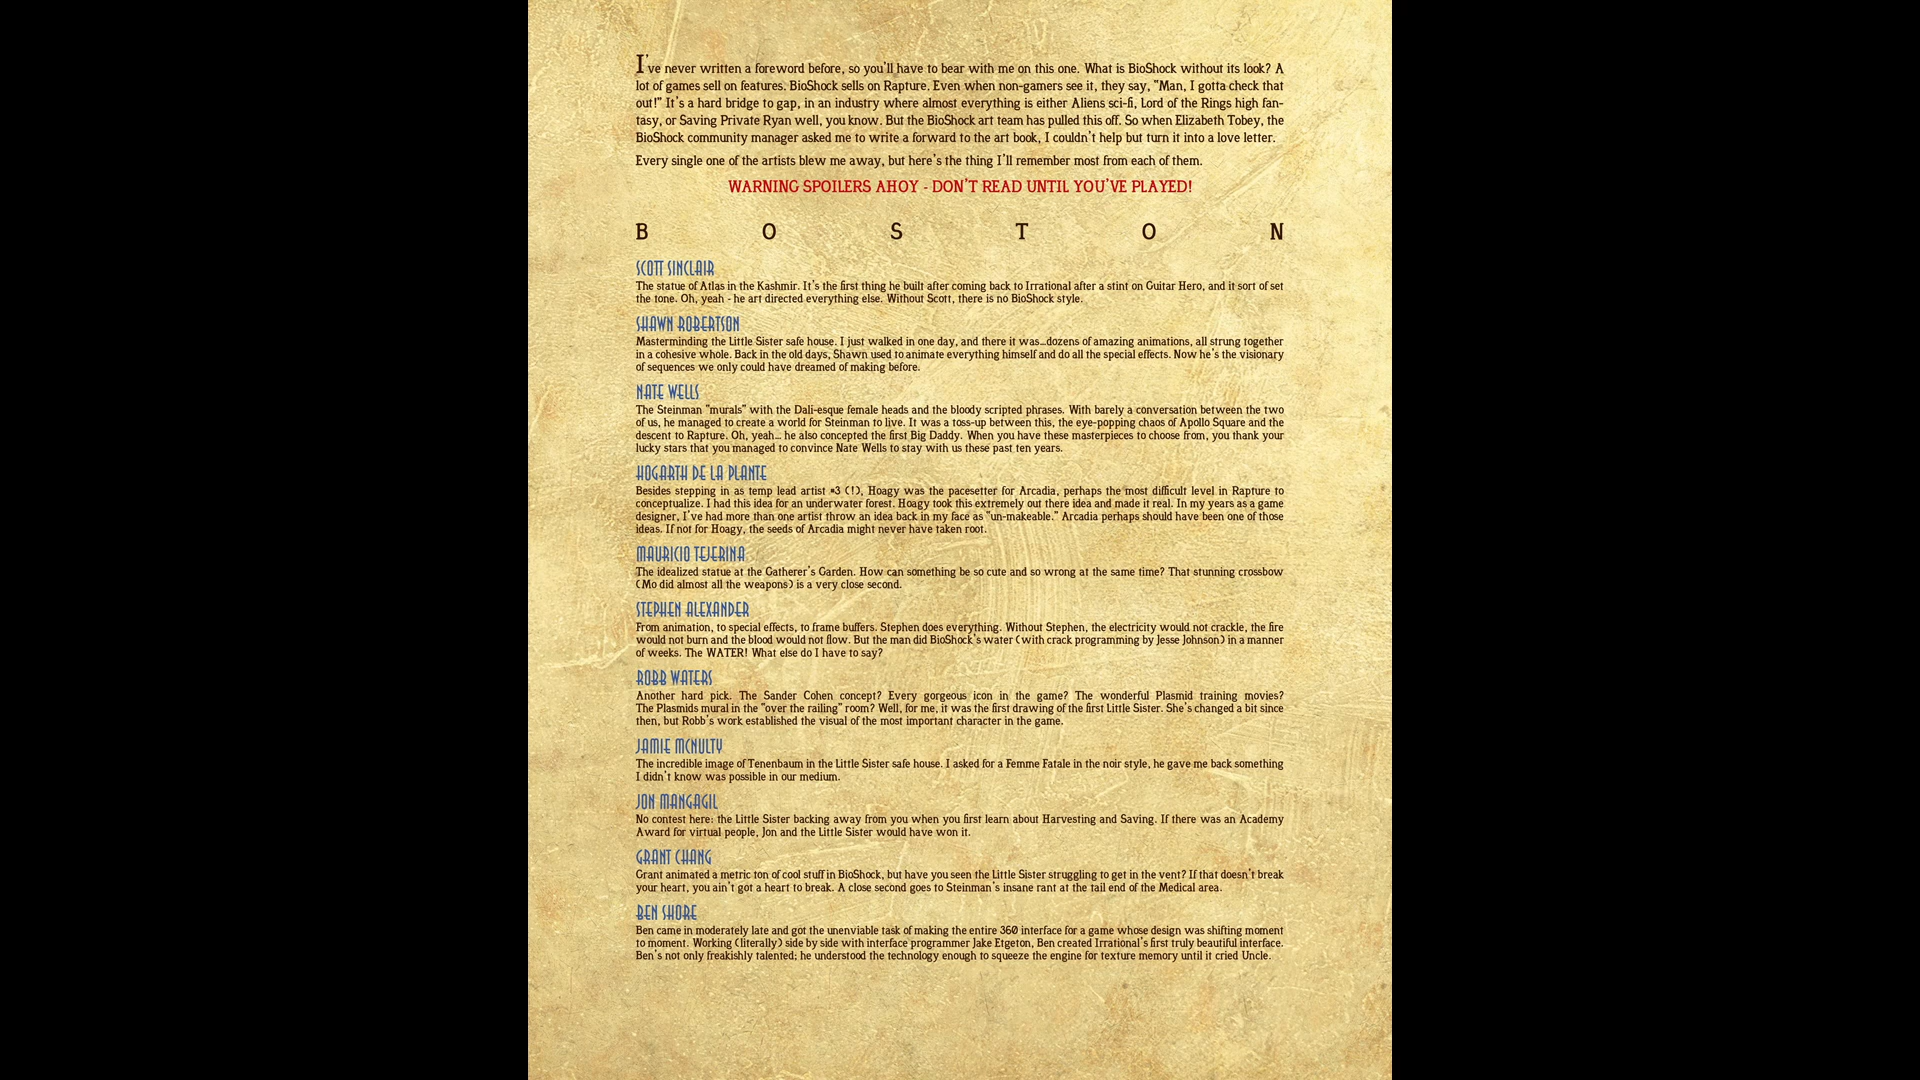 I've never written a foreword before, so you'll have to bear with me on this one. What is BioShock without its look? A
lot of games sell on features. BioShock sells on Rapture. Even when non-gamers see it, they say, "Man, I gotta check that
out!" It's a hard bridge to gap, in an industry where almost everything is either Aliens sci-fi, Lord of the Rings high fan-
tasy, or Saving Private Ryan well, you know. But the BioShock art team has pulled this off. So when Elizabeth Tobey, the
BioShock community manager asked me to write a forward to the art book, I couldn't help but turn it into a love letter.
Every single one of the artists blew me away, but here's the thing I'll remember most from each of them.
WARNING SPOILERS AHOY - DON'T READ UNTIL YOU'VE PLAYED!
B O S T O N
SCOTT SINCLAIR
The statue of Atlas in the Kashmir. It's the first thing he built after coming back to Irrational after a stint on Guitar Hero, and it sort of set
the tone. Oh, yeah - he art directed everything else. Without Scott, there is no BioShock style.
SHAWN ROBERTSON
Masterminding the Little Sister safe house. I just walked in one day, and there it was...dozens of amazing animations, all strung together
in a cohesive whole. Back in the old days, Shawn used to animate everything himself and do all the special effects. Now he's the visionary
of sequences we only could have dreamed of making before.
NATE WELLS
The Steinman "murals" with the Dali-esque female heads and the bloody scripted phrases. With barely a conversation between the two
of us, he managed to create a world for Steinman to live. It was a toss-up between this, the eye-popping chaos of Apollo Square and the
descent to Rapture. Oh, yeah... he also concepted the first Big Daddy. When you have these masterpieces to choose from, you thank your
lucky stars that you managed to convince Nate Wells to stay with us these past ten years.
HOGARTH DE LA PLANTE
Besides stepping in as temp lead artist #3 (!), Hoagy was the pacesetter for Arcadia, perhaps the most difficult level in Rapture to
conceptualize. I had this idea for an underwater forest. Hoagy took this extremely out there idea and made it real. In my years as a game
designer, I've had more than one artist throw an idea back in my face as "un-makeable." Arcadia perhaps should have been one of those
ideas. If not for Hoagy, the seeds of Arcadia might never have taken root.
MAURICIO TEJERINA
The idealized statue at the Gatherer's Garden. How can something be so cute and so wrong at the same time? That stunning crossbow
(Mo did almost all the weapons) is a very close second.
STEPHEN ALEXANDER
From animation, to special effects, to frame buffers. Stephen does everything. Without Stephen, the electricity would not crackle, the fire
would not burn and the blood would not flow. But the man did BioShock's water (with crack programming by Jesse Johnson) in a manner
of weeks. The WATER! What else do I have to say?
ROBB WATERS
Another hard pick. The Sander Cohen concept? Every gorgeous icon in the game? The wonderful Plasmid training movies?
The Plasmids mural in the "over the railing" room? Well, for me, it was the first drawing of the first Little Sister. She's changed a bit since
then, but Robb's work established the visual of the most important character in the game.
JAMIE MCNULTY
The incredible image of Tenenbaum in the Little Sister safe house. I asked for a Femme Fatale in the noir style, he gave me back something
I didn't know was possible in our medium.
JON MANGAGIL
No contest here: the Little Sister backing away from you when you first learn about Harvesting and Saving. If there was an Academy
Award for virtual people, Jon and the Little Sister would have won it.
GRANT CHANG
Grant animated a metric ton of cool stuff in BioShock, but have you seen the Little Sister struggling to get in the vent? If that doesn't break
your heart, you ain't got a heart to break. A close second goes to Steinman's insane rant at the tail end of the Medical area.
BEN SHORE
Ben came in moderately late and got the unenviable task of making the entire 360 interface for a game whose design was shifting moment
to moment. Working (literally) side by side with interface programmer Jake Etgeton, Ben created Irrational's first truly beautiful interface.
Ben's not only freakishly talented; he understood the technology enough to squeeze the engine for texture memory until it cried Uncle.